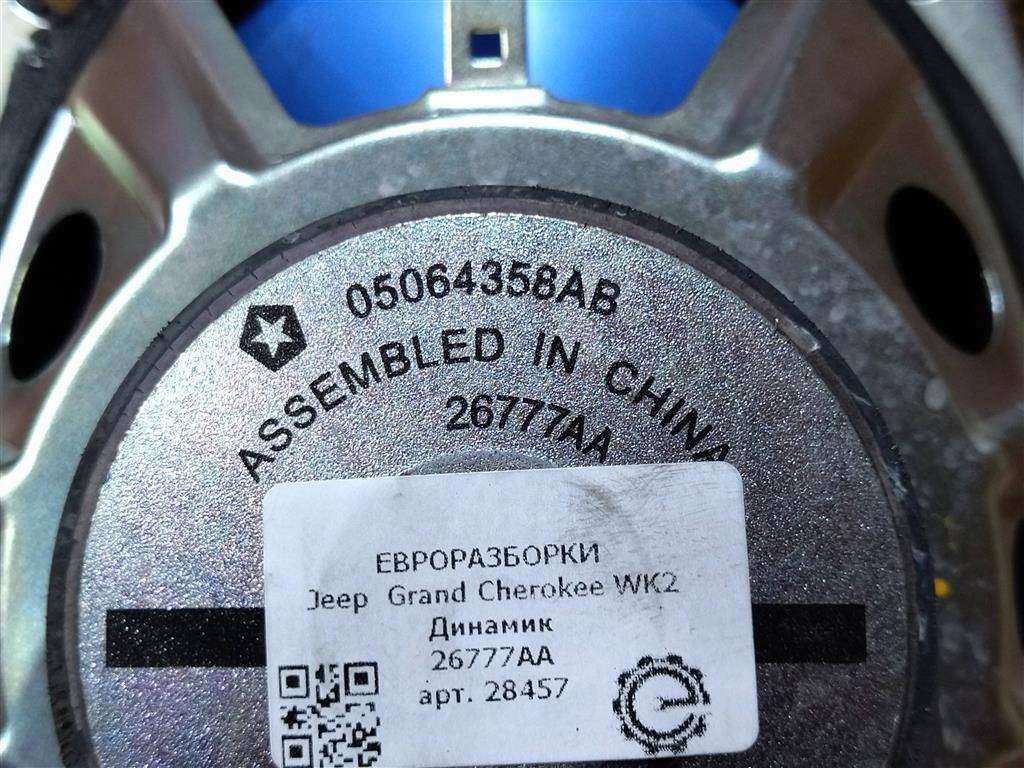 05064358AB
ASSEMBLED IN CHINA
26777AA
ЕВРОРАЗБОРКИ
Jeep Grand Cherokee WK2
Динамик
26777AA
арт. 28457